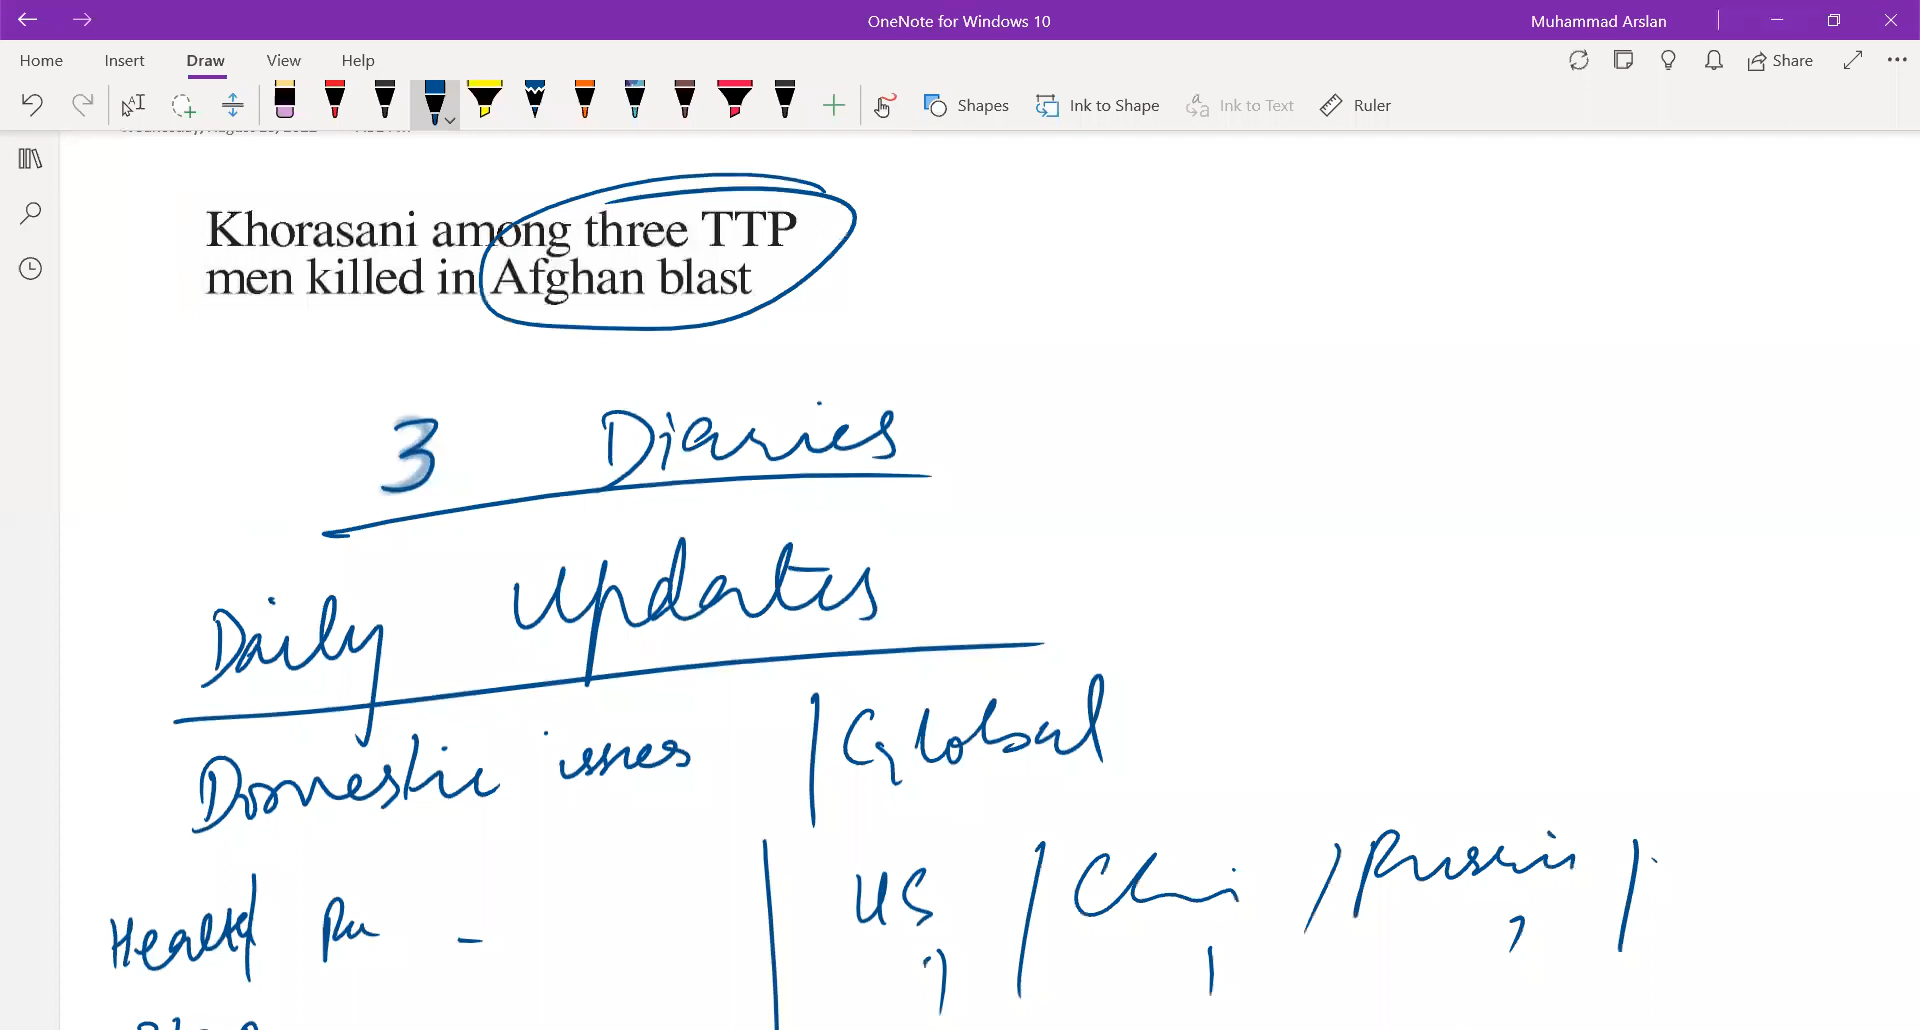 OneNote for Windows 10
Muhammad Arslan
Home Insert Draw View Help
Share
Shapes Ink to Shape Ink to Text Ruler
Khorasani among three TTP
men killed in Afghan blast
3 Diaries
Daily updates
Domestic issues | Global
US / Chi / Russia |
Health